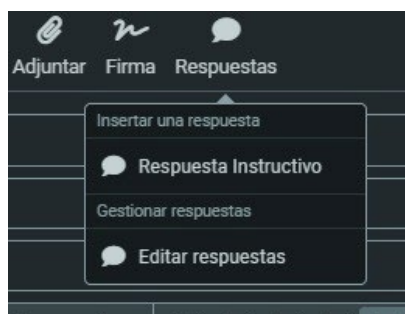 Adjuntar Firma Respuestas
Insertar una respuesta
Respuesta Instructivo
Gestionar respuestas
Editar respuestas